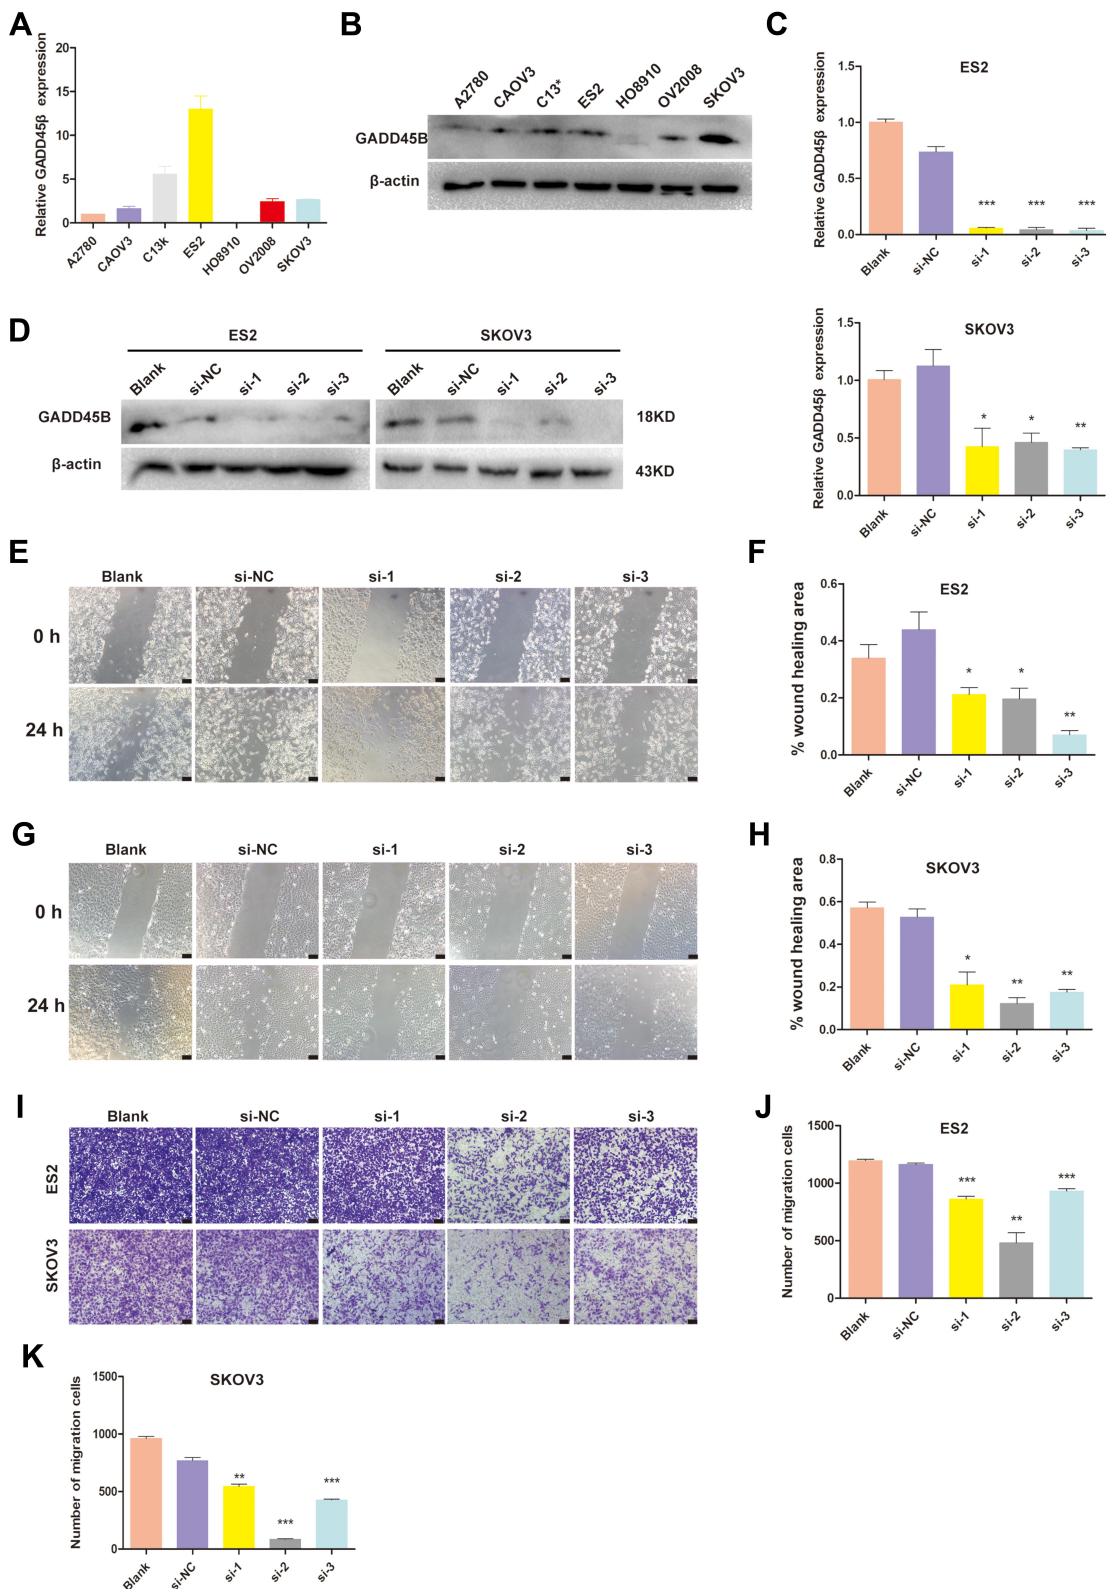 A
Relative GADD45β expression
20
15
10
5
0
A2780
CAOV3
C13k
ES2
HO8910
OV2008
SKOV3
B
A2780
CAOV3
C13*
ES2
HO8910
OV2008
SKOV3
GADD45B
β-actin
C
ES2
Relative GADD45β expression
1.5
1.0
0.5
0.0
*** *** ***
Blank
si-NC
si-1
si-2
si-3
SKOV3
Relative GADD45β expression
1.5
1.0
0.5
0.0
* * **
Blank
si-NC
si-1
si-2
si-3
D
ES2 SKOV3
Blank si-NC si-1 si-2 si-3 Blank si-NC si-1 si-2 si-3
GADD45B 18KD
β-actin 43KD
E
Blank si-NC si-1 si-2 si-3
0 h
24 h
F
ES2
% wound healing area
0.6
0.4
0.2
0.0
* * **
Blank
si-NC
si-1
si-2
si-3
G
Blank si-NC si-1 si-2 si-3
0 h
24 h
H
SKOV3
% wound healing area
0.8
0.6
0.4
0.2
0.0
* ** **
Blank
si-NC
si-1
si-2
si-3
I
Blank si-NC si-1 si-2 si-3
ES2
SKOV3
J
ES2
Number of migration cells
1500
1000
500
0
*** ** ***
Blank
si-NC
si-1
si-2
si-3
K
SKOV3
Number of migration cells
1500
1000
500
0
** *** ***
Blank
si-NC
si-1
si-2
si-3